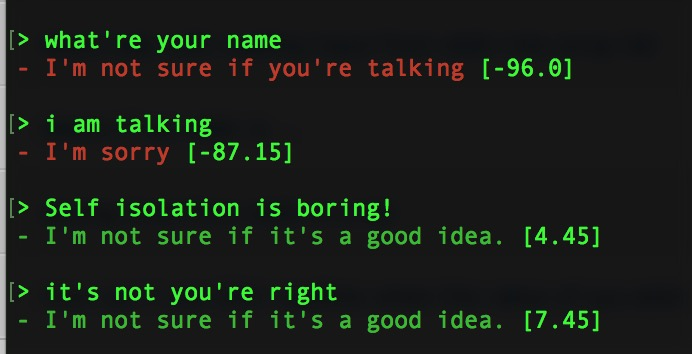 [> what're your name
- I'm not sure if you're talking [-96.0]
[> i am talking
- I'm sorry [-87.15]
[> Self isolation is boring!
- I'm not sure if it's a good idea. [4.45]
[> it's not you're right
- I'm not sure if it's a good idea. [7.45]